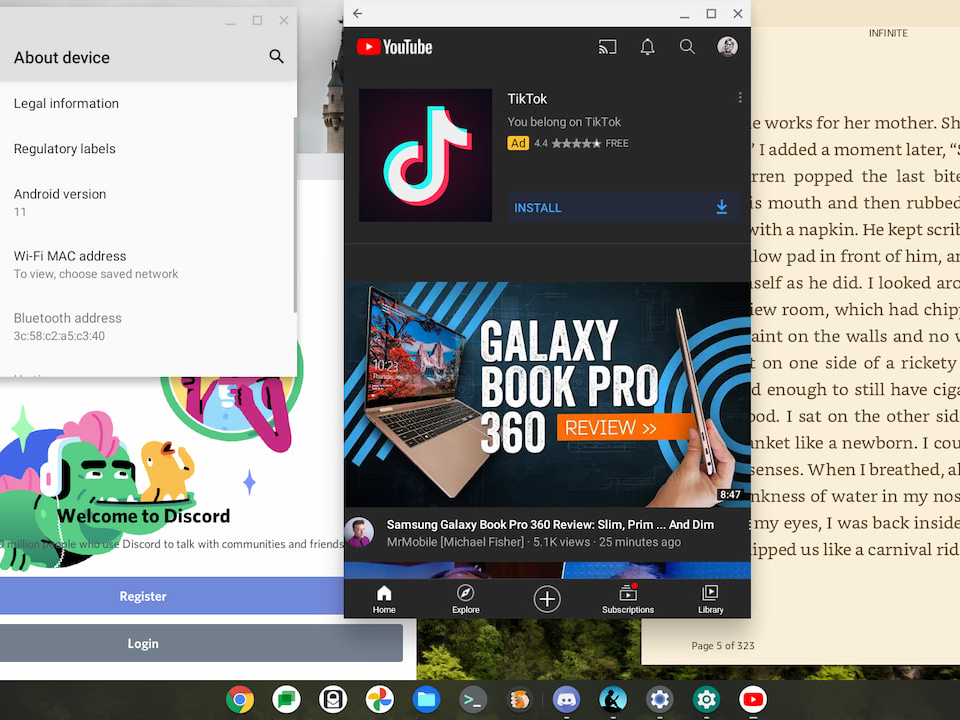 About device
Legal information
Regulatory labels
Android version
11
Wi-Fi MAC address
To view, choose saved network
Bluetooth address
3c:58:c2:a5:c3:40
Welcome to Discord
million people who use Discord to talk with communities and friends
Register
Login
YouTube
TikTok
You belong on TikTok
Ad 4.4 FREE
INSTALL
10:23
GALAXY
BOOK PRO
360
REVIEW >>
8:47
Samsung Galaxy Book Pro 360 Review: Slim, Prim ... And Dim
MrMobile [Michael Fisher] · 5.1K views · 25 minutes ago
Home
Explore
Subscriptions
Library
INFINITE
e works for her mother. Sh
” I added a moment later, “S
rren popped the last bite
is mouth and then rubbed
with a napkin. He kept scrib
llow pad in front of him, an
self as he did. I looked aro
iew room, which had chipp
aint on the walls and no w
t on one side of a rickety
d enough to still have ciga
ood. I sat on the other sid
anket like a newborn. I cou
senses. When I breathed, al
nkness of water in my nos
my eyes, I was back inside
ipped us like a carnival rid
Page 5 of 323